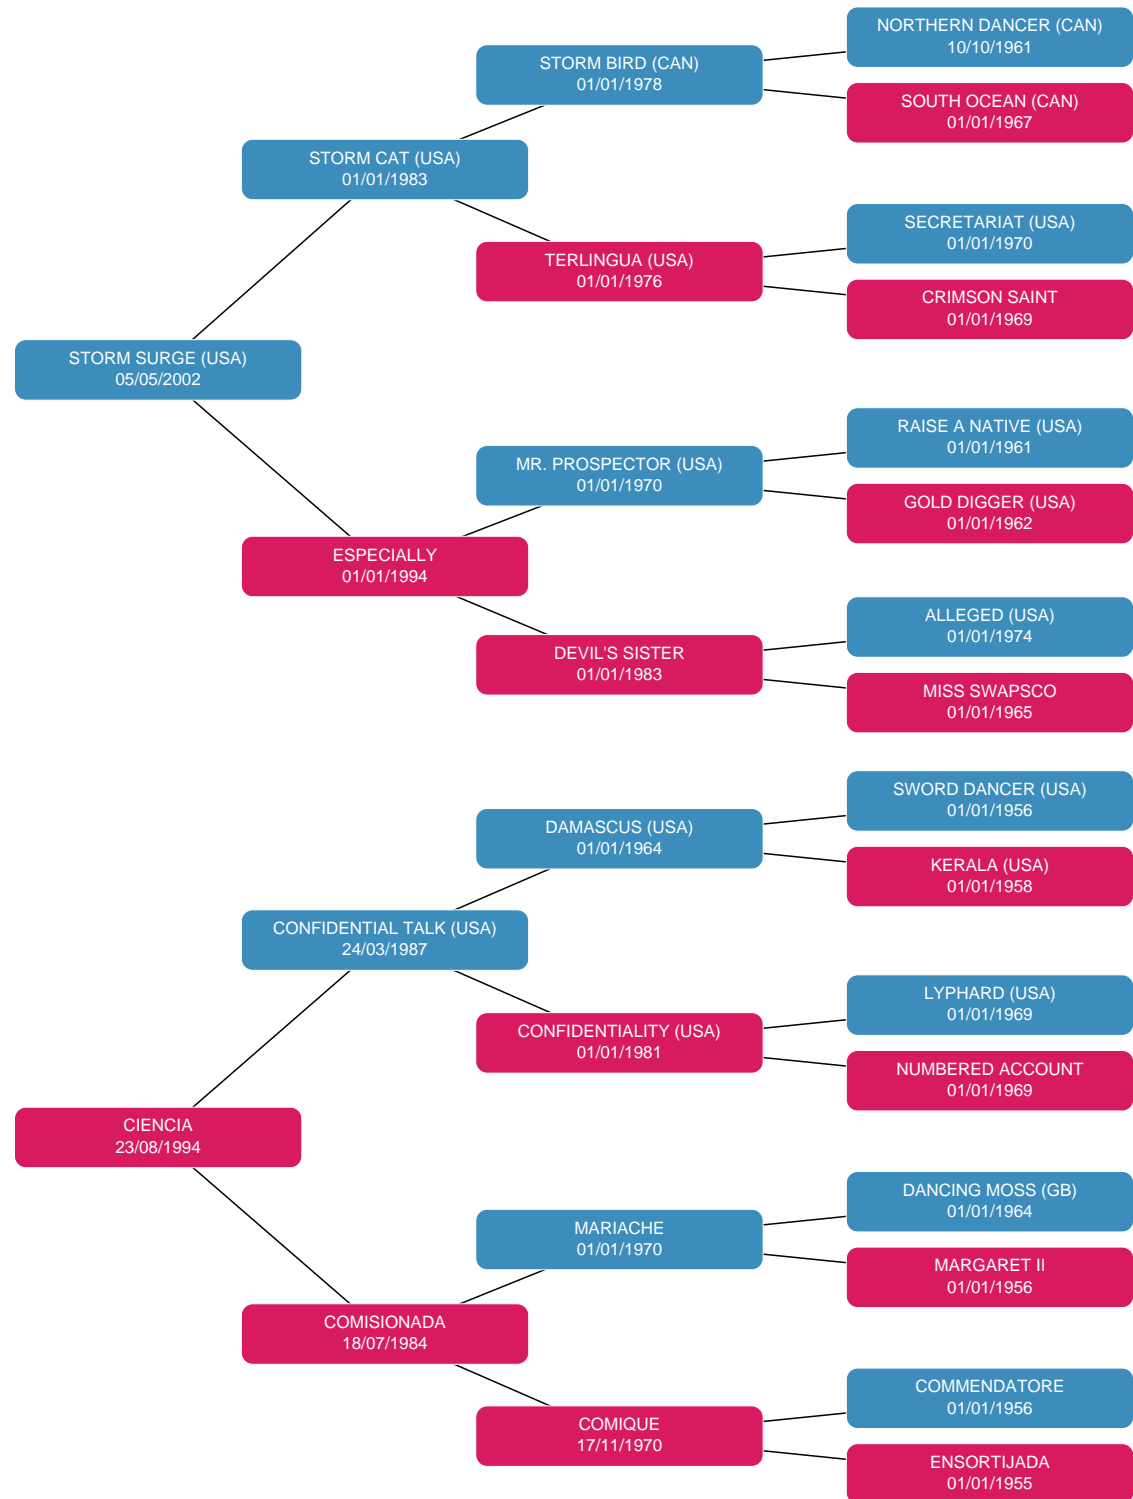 NORTHERN DANCER (CAN)
10/10/1961
STORM BIRD (CAN)
01/01/1978
SOUTH OCEAN (CAN)
01/01/1967
STORM CAT (USA)
01/01/1983
SECRETARIAT (USA)
01/01/1970
TERLINGUA (USA)
01/01/1976
CRIMSON SAINT
01/01/1969
STORM SURGE (USA)
05/05/2002
RAISE A NATIVE (USA)
01/01/1961
MR. PROSPECTOR (USA)
01/01/1970
GOLD DIGGER (USA)
01/01/1962
ESPECIALLY
01/01/1994
ALLEGED (USA)
01/01/1974
DEVIL'S SISTER
01/01/1983
MISS SWAPSCO
01/01/1965
SWORD DANCER (USA)
01/01/1956
DAMASCUS (USA)
01/01/1964
KERALA (USA)
01/01/1958
CONFIDENTIAL TALK (USA)
24/03/1987
LYPHARD (USA)
01/01/1969
CONFIDENTIALITY (USA)
01/01/1981
NUMBERED ACCOUNT
01/01/1969
CIENCIA
23/08/1994
DANCING MOSS (GB)
01/01/1964
MARIACHE
01/01/1970
MARGARET II
01/01/1956
COMISIONADA
18/07/1984
COMMENDATORE
01/01/1956
COMIQUE
17/11/1970
ENSORTIJADA
01/01/1955